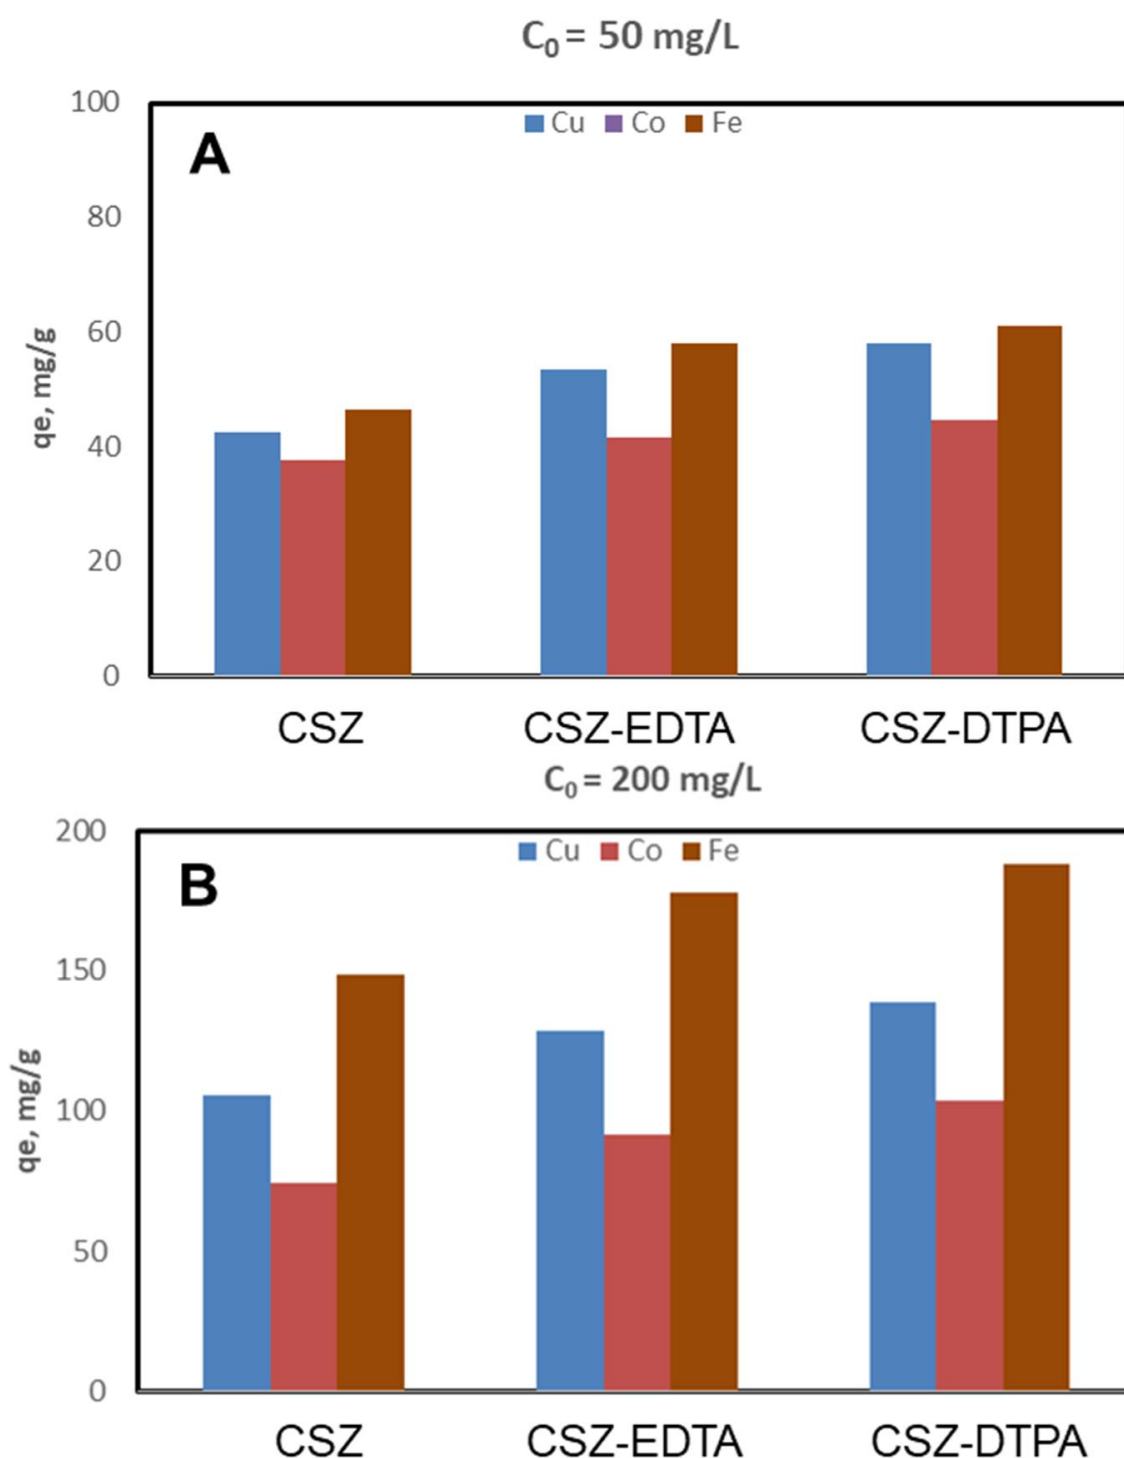 C₀ = 50 mg/L
100
Cu Co Fe
A
80
60
qe, mg/g
40
20
0
CSZ CSZ-EDTA CSZ-DTPA
C₀ = 200 mg/L
200
Cu Co Fe
B
150
100
qe, mg/g
50
0
CSZ CSZ-EDTA CSZ-DTPA